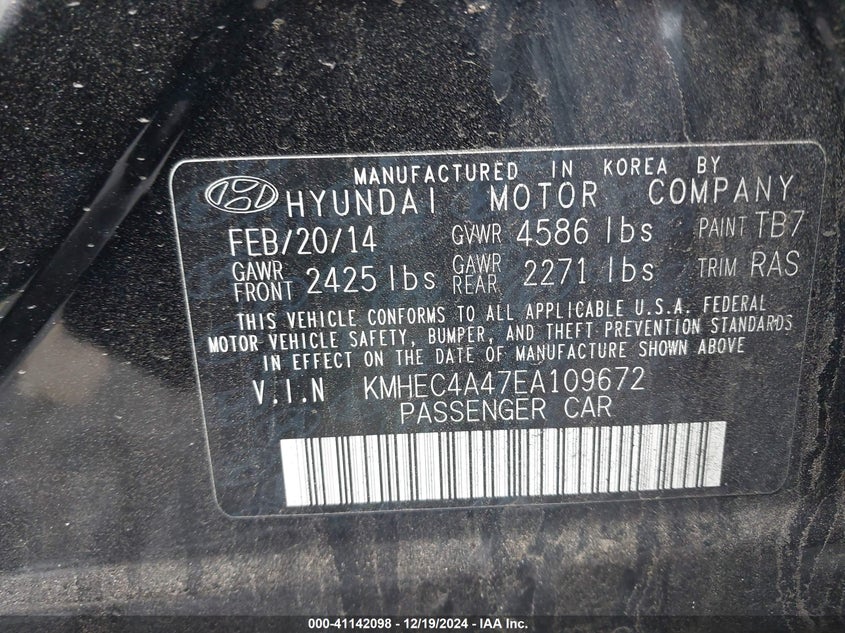 MANUFACTURED IN KOREA BY
HYUNDAI MOTOR COMPANY
FEB/20/14 GVWR 4586 lbs PAINT TB7
GAWR FRONT 2425 lbs GAWR REAR 2271 lbs TRIM RAS
THIS VEHICLE CONFORMS TO ALL APPLICABLE U.S.A. FEDERAL
MOTOR VEHICLE SAFETY, BUMPER, AND THEFT PREVENTION STANDARDS
IN EFFECT ON THE DATE OF MANUFACTURE SHOWN ABOVE
V.I.N KMHEC4A47EA109672
PASSENGER CAR
000-41142098 - 12/19/2024 - IAA Inc.